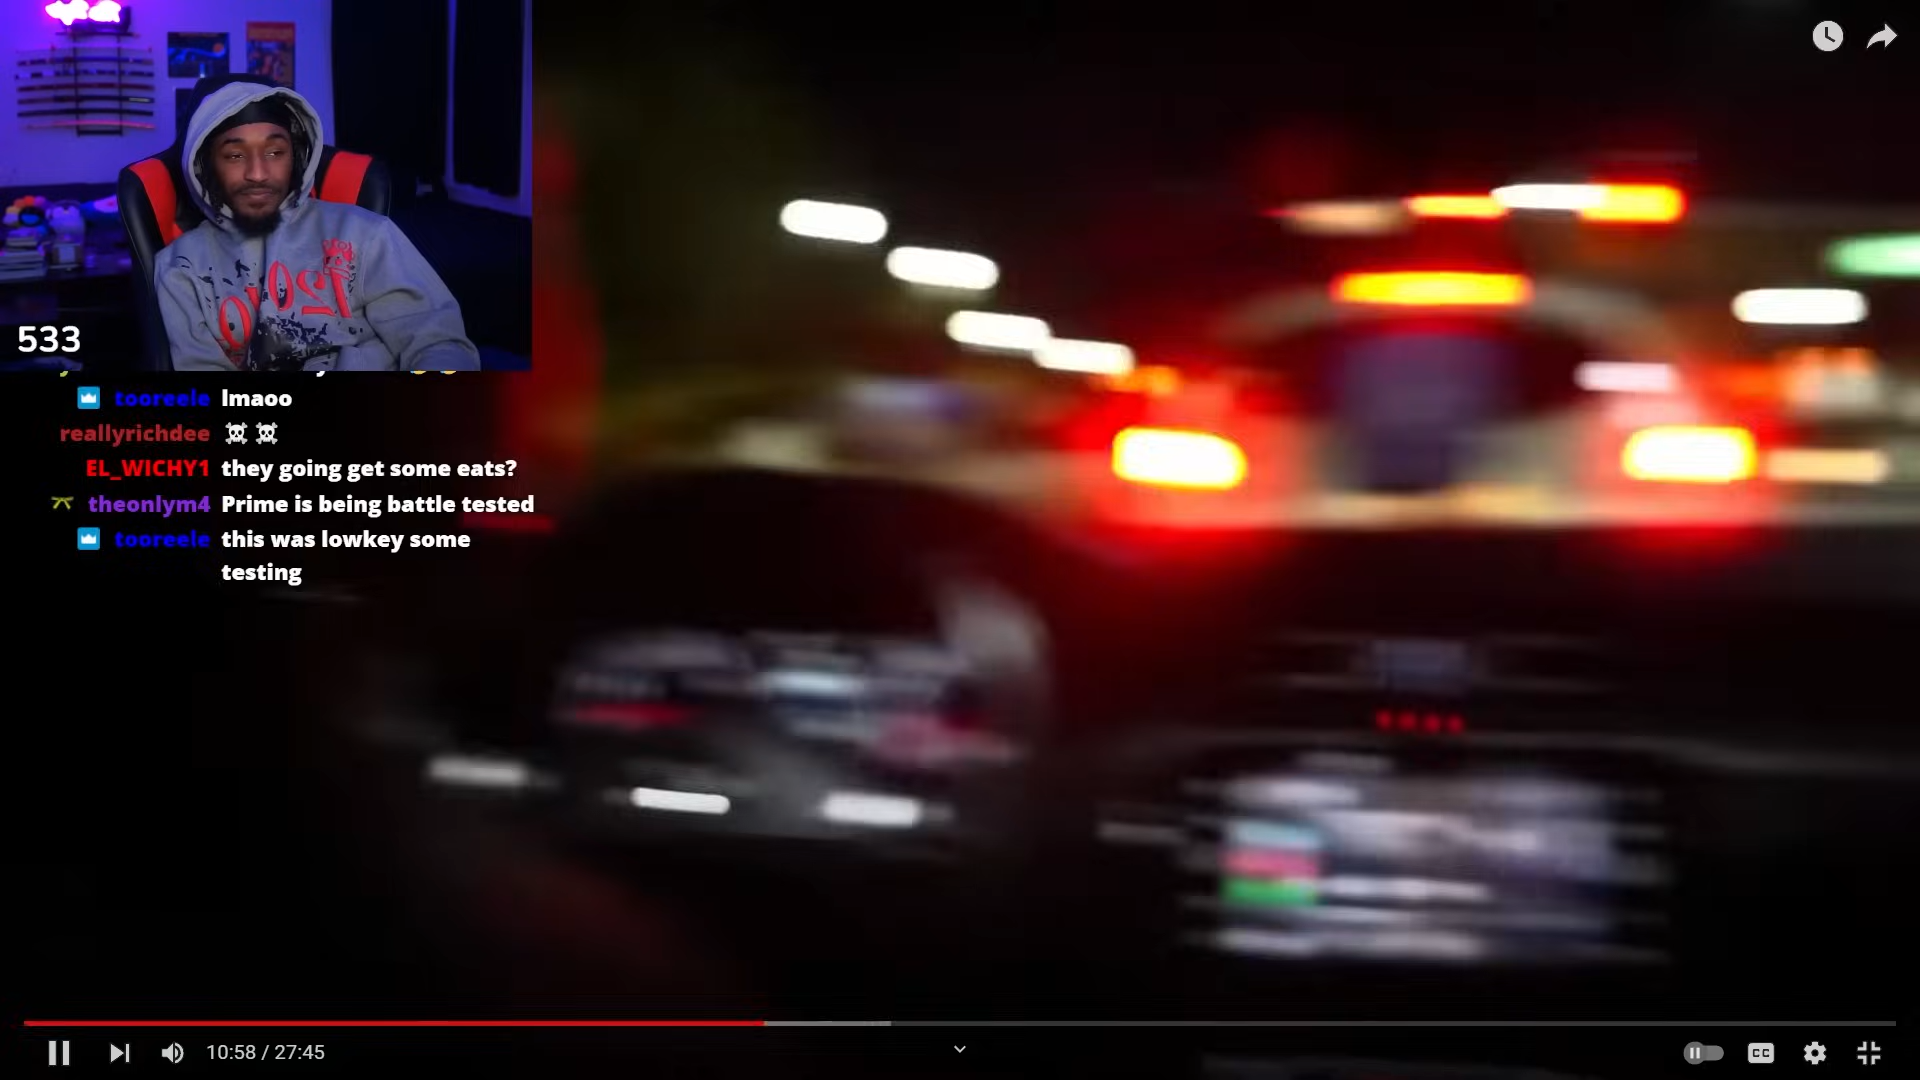 533
tooreele lmaoo
reallyrichdee ☠ ☠
EL_WICHY1 they going get some eats?
theonlym4 Prime is being battle tested
tooreele this was lowkey some
testing
10:58 / 27:45
CC